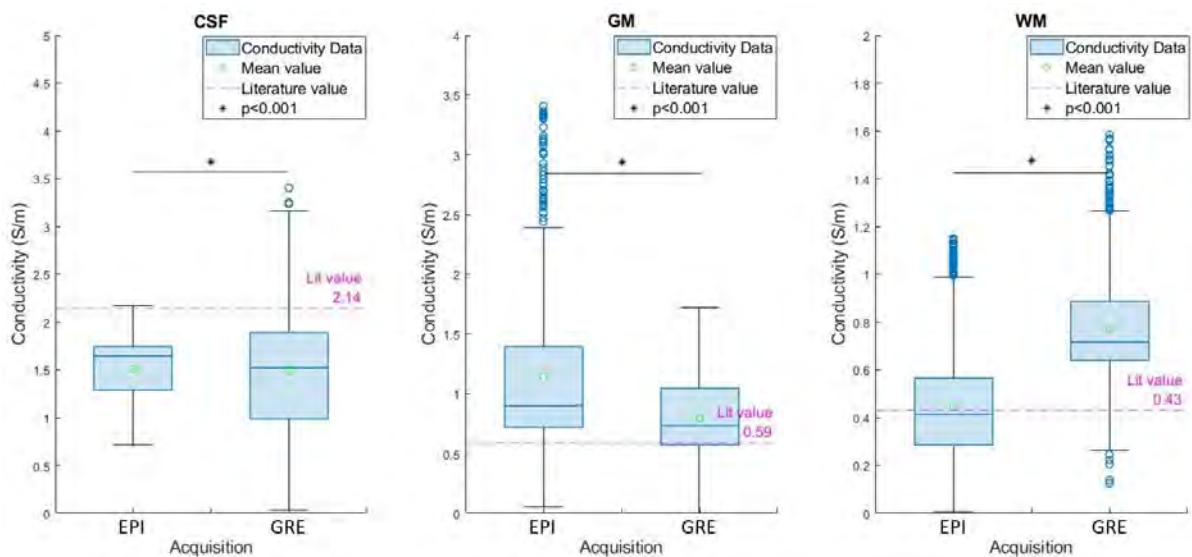 CSF
5
4.5
4
3.5
3
2.5
2
1.5
1
0.5
0
Conductivity (S/m)
Conductivity Data
Mean value
Literature value
p<0.001
*
Lit value
2.14
EPI
GRE
Acquisition
GM
4
3.5
3
2.5
2
1.5
1
0.5
0
Conductivity (S/m)
Conductivity Data
Mean value
Literature value
p<0.001
*
Lit value
0.59
EPI
GRE
Acquisition
WM
2
1.8
1.6
1.4
1.2
1
0.8
0.6
0.4
0.2
0
Conductivity (S/m)
Conductivity Data
Mean value
Literature value
p<0.001
*
Lit value
0.43
EPI
GRE
Acquisition